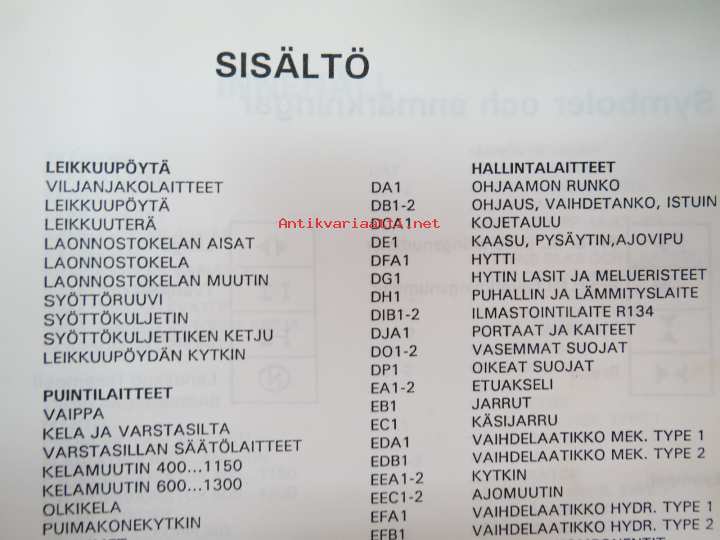 SISÄLTÖ
LEIKKUUPÖYTÄ
VILJANJAKOLAITTEET DA1
LEIKKUUPÖYTÄ DB1-2
LEIKKUUTERÄ
LAONNOSTOKELAN AISAT DE1
LAONNOSTOKELA DFA1
LAONNOSTOKELAN MUUTIN DG1
SYÖTTÖRUUVI DH1
SYÖTTÖKULJETIN DIB1-2
SYÖTTÖKULJETTIKEN KETJU DJA1
LEIKKUUPÖYDÄN KYTKIN DO1-2
DP1
PUINTILAITTEET EA1-2
VAIPPA EB1
KELA JA VARSTASILTA EC1
VARSTASILLAN SÄÄTÖLAITTEET EDA1
KELAMUUTIN 400...1150 EDB1
KELAMUUTIN 600...1300 EEA1-2
OLKIKELA EEC1-2
PUIMAKONEKYTKIN EFA1
EFB1
HALLINTALAITTEET
OHJAAMON RUNKO
OHJAUS, VAIHDETANKO, ISTUIN
KOJETAULU
KAASU, PYSÄYTIN,AJOVIPU
HYTTI
HYTIN LASIT JA MELUERISTEET
PUHALLIN JA LÄMMITYSLAITE
ILMASTOINTILAITE R134
PORTAAT JA KAITEET
VASEMMAT SUOJAT
OIKEAT SUOJAT
ETUAKSELI
JARRUT
KÄSIJARRU
VAIHDELAATIKKO MEK. TYPE 1
VAIHDELAATIKKO MEK. TYPE 2
KYTKIN
AJOMUUTIN
VAIHDELAATIKKO HYDR. TYPE 1
VAIHDELAATIKKO HYDR. TYPE 2